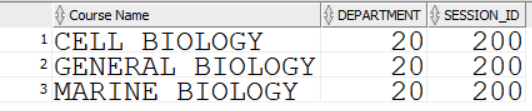 Course Name DEPARTMENT SESSION_ID
1 CELL BIOLOGY 20 200
2 GENERAL BIOLOGY 20 200
3 MARINE BIOLOGY 20 200